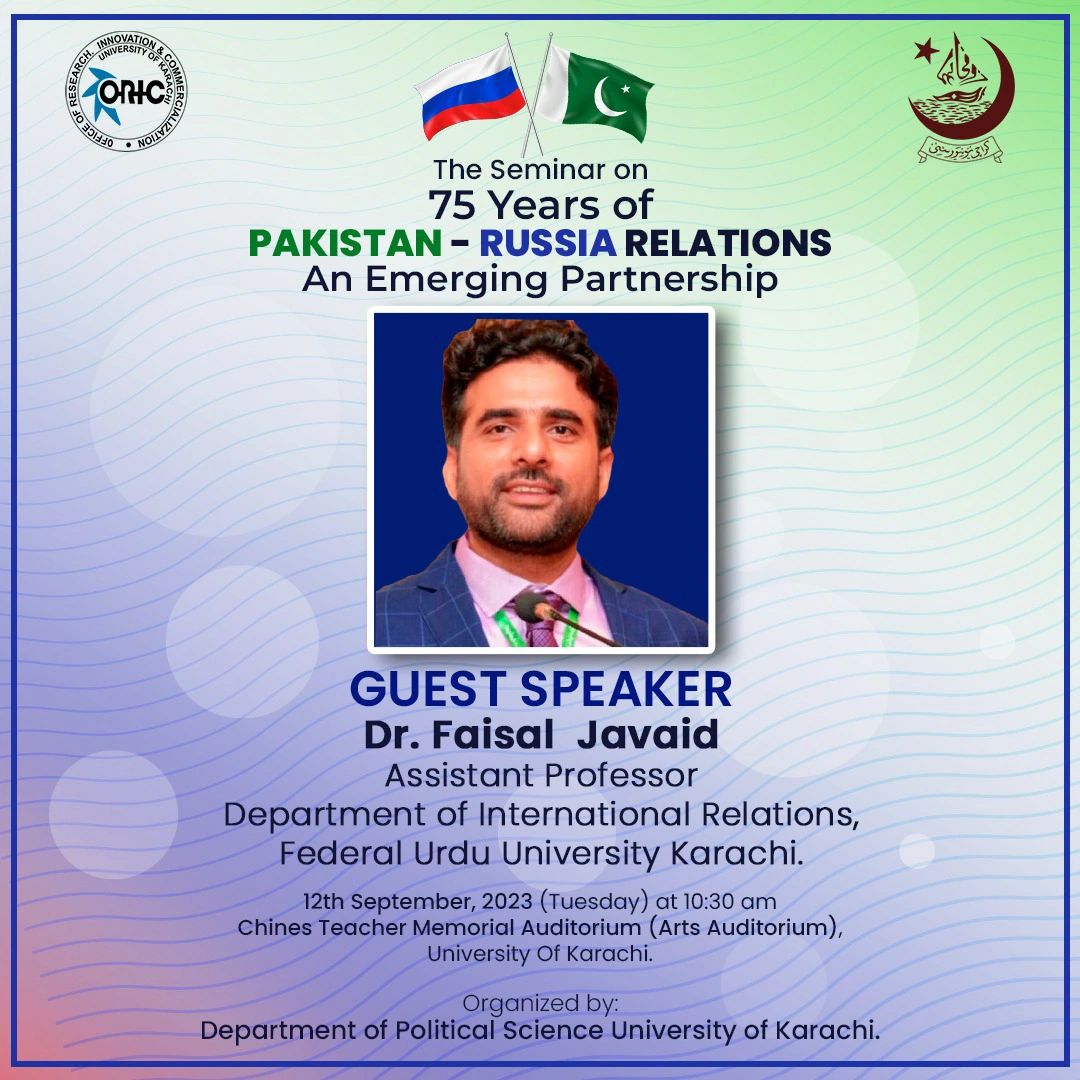 OFFICE OF RESEARCH, INNOVATION & COMMERCIALIZATION
UNIVERSITY OF KARACHI
ORIC
کراچی یونیورسیٹی
The Seminar on
75 Years of
PAKISTAN - RUSSIA RELATIONS
An Emerging Partnership
GUEST SPEAKER
Dr. Faisal Javaid
Assistant Professor
Department of International Relations,
Federal Urdu University Karachi.
12th September, 2023 (Tuesday) at 10:30 am
Chines Teacher Memorial Auditorium (Arts Auditorium),
University Of Karachi.
Organized by:
Department of Political Science University of Karachi.